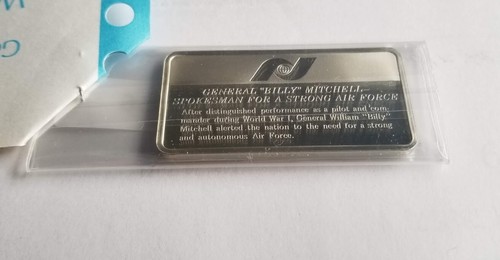 GENERAL "BILLY" MITCHELL—
SPOKESMAN FOR A STRONG AIR FORCE
After distinguished performance as a pilot and com-
mander during World War I, General William "Billy"
Mitchell alerted the nation to the need for a strong
and autonomous Air Force.